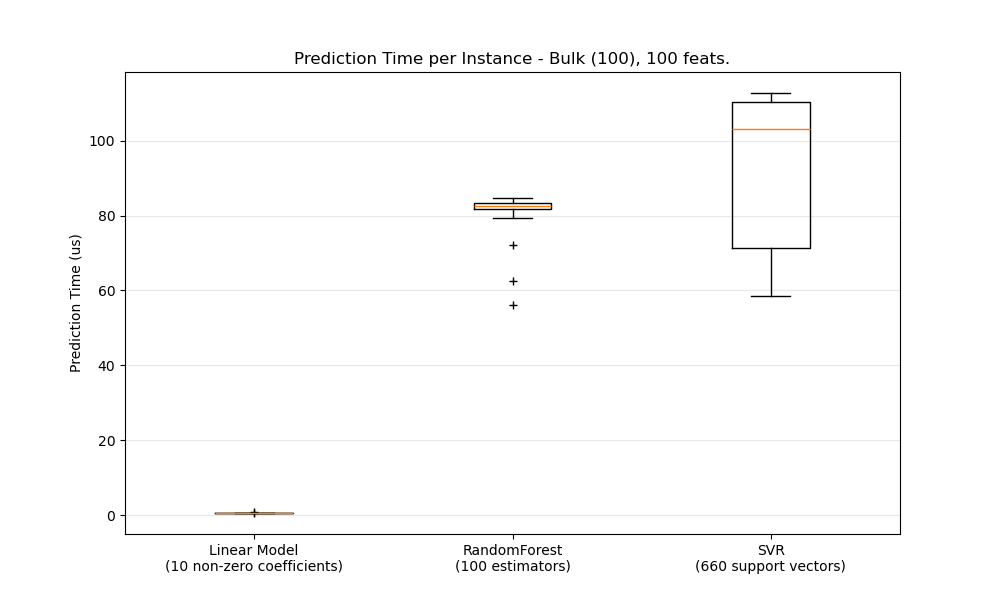 Prediction Time per Instance - Bulk (100), 100 feats.
Prediction Time (us)
100
80
60
40
20
0
Linear Model
(10 non-zero coefficients)
RandomForest
(100 estimators)
SVR
(660 support vectors)